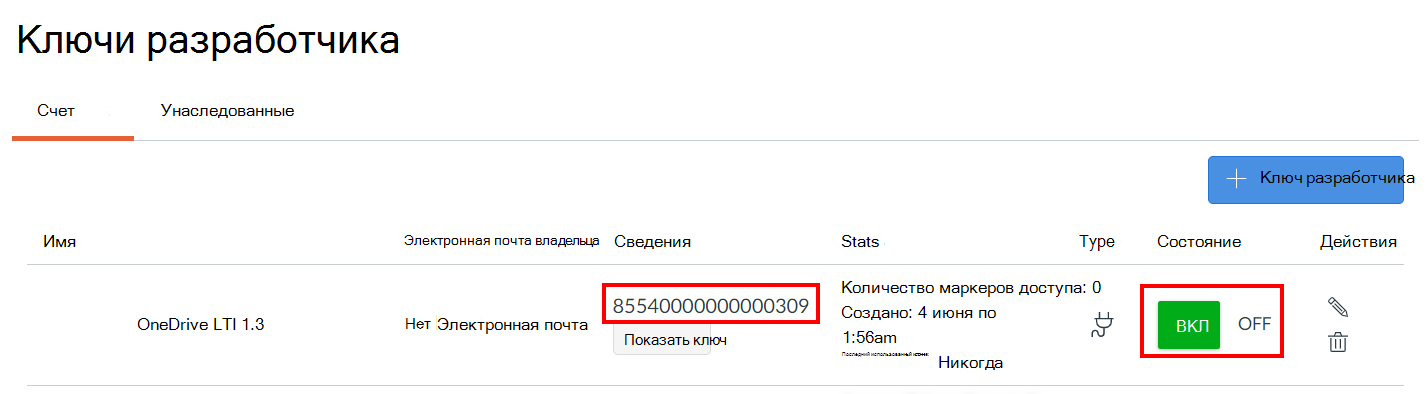 Ключи разработчика
Счет Унаследованные
Ключ разработчика
Имя Электронная почта владельца Сведения Stats Type Состояние Действия
OneDrive LTI 1.3 Нет Электронная почта 85540000000000309 Количество маркеров доступа: 0 ВКЛ OFF
Показать ключ Создано: 4 июня по
1:56am
Последний использованный
Никогда